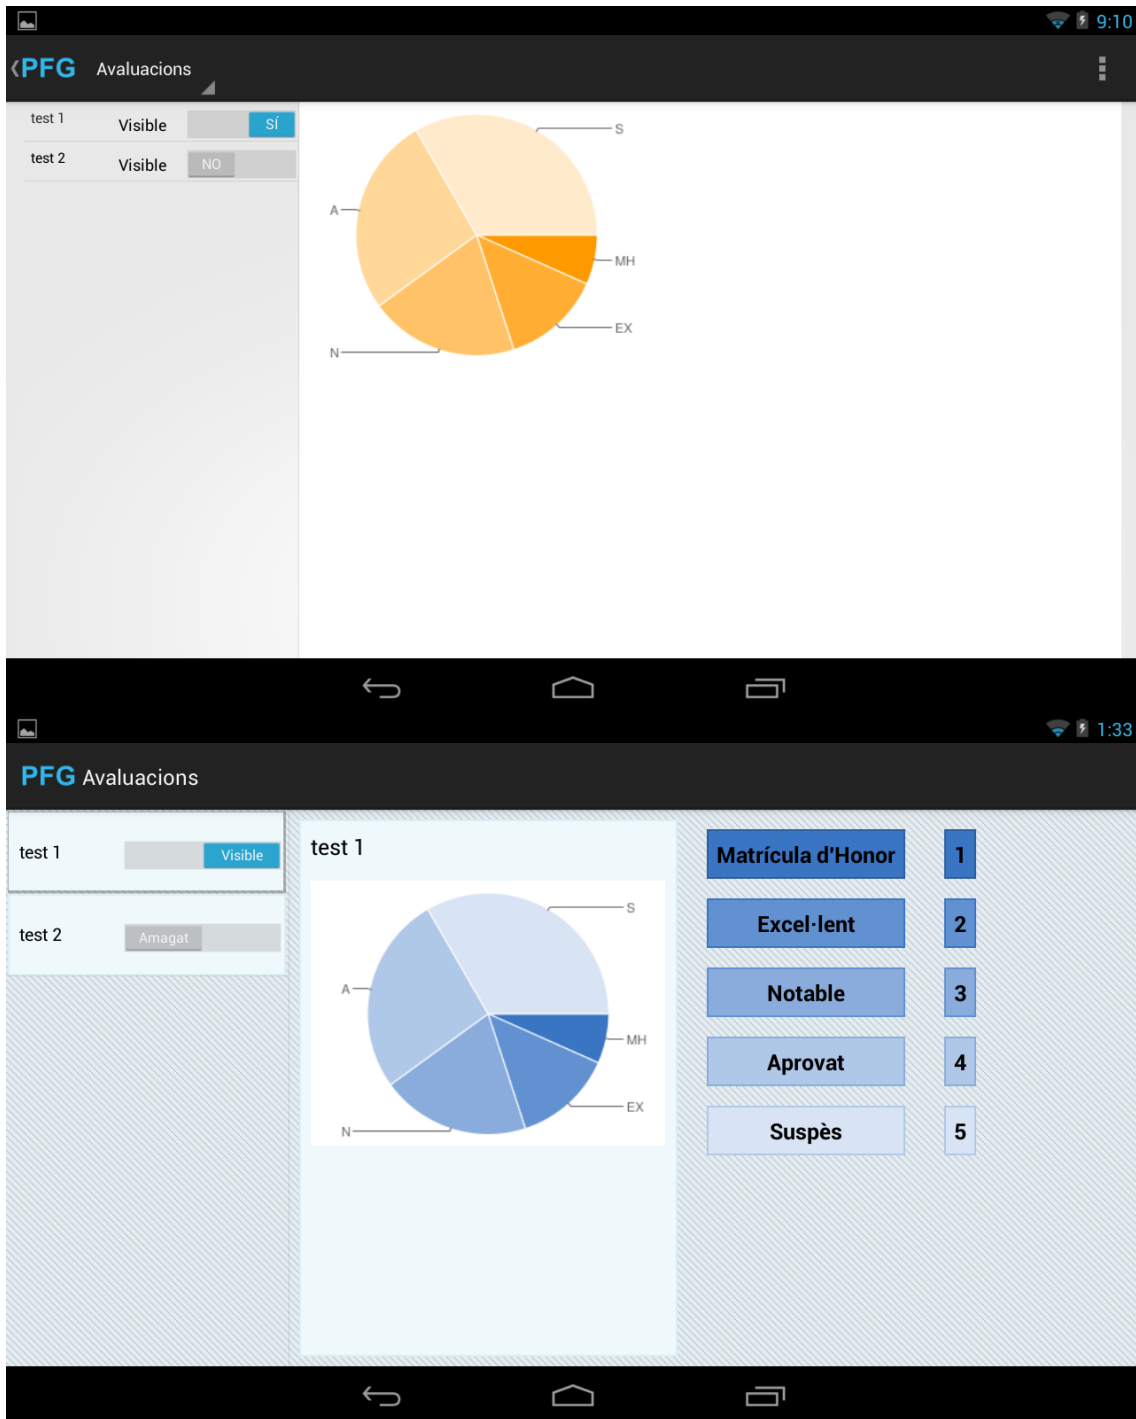 9:10
PFG Avaluacions
test 1 Visible SÍ
test 2 Visible NO
S
A
MH
EX
N
1:33
PFG Avaluacions
test 1 Visible
test 2 Amagat
test 1
S
A
MH
EX
N
Matrícula d'Honor 1
Excel·lent 2
Notable 3
Aprovat 4
Suspès 5